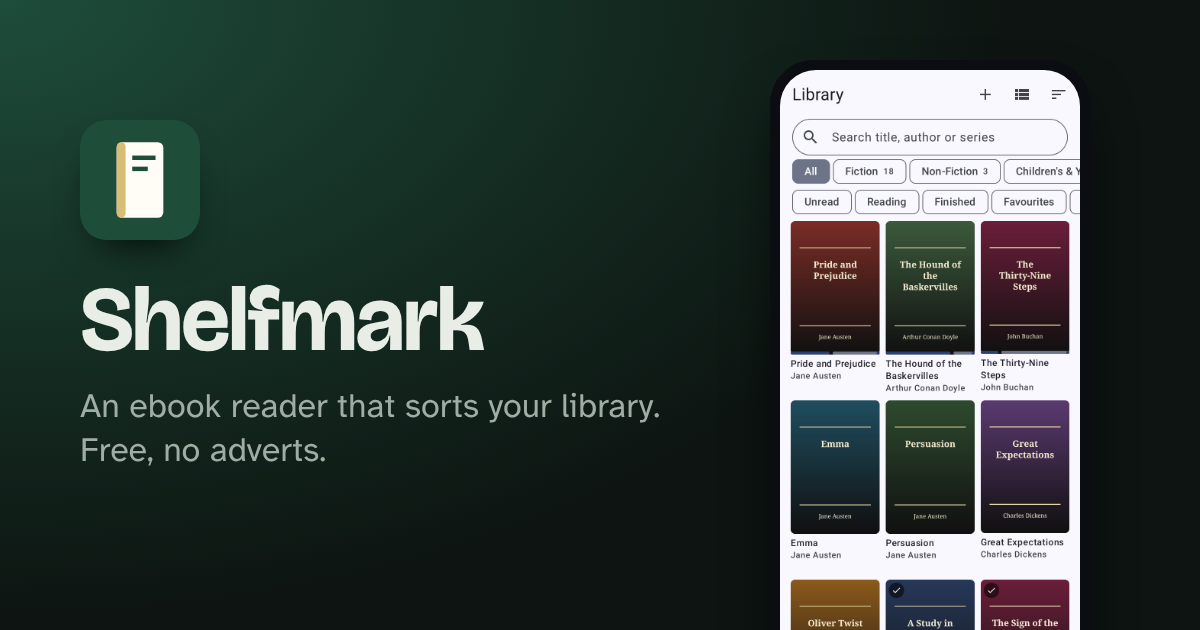 Shelfmark
An ebook reader that sorts your library.
Free, no adverts.
Library
Search title, author or series
All
Fiction 18
Non-Fiction 3
Children's & Y
Unread
Reading
Finished
Favourites
Pride and
Prejudice
Jane Austen
The Hound of
the
Baskervilles
Arthur Conan Doyle
The
Thirty-Nine
Steps
John Buchan
Pride and Prejudice
Jane Austen
The Hound of the
Baskervilles
Arthur Conan Doyle
The Thirty-Nine
Steps
John Buchan
Emma
Jane Austen
Persuasion
Jane Austen
Great
Expectations
Charles Dickens
Emma
Jane Austen
Persuasion
Jane Austen
Great Expectations
Charles Dickens
Oliver Twist
A Study in
The Sign of the